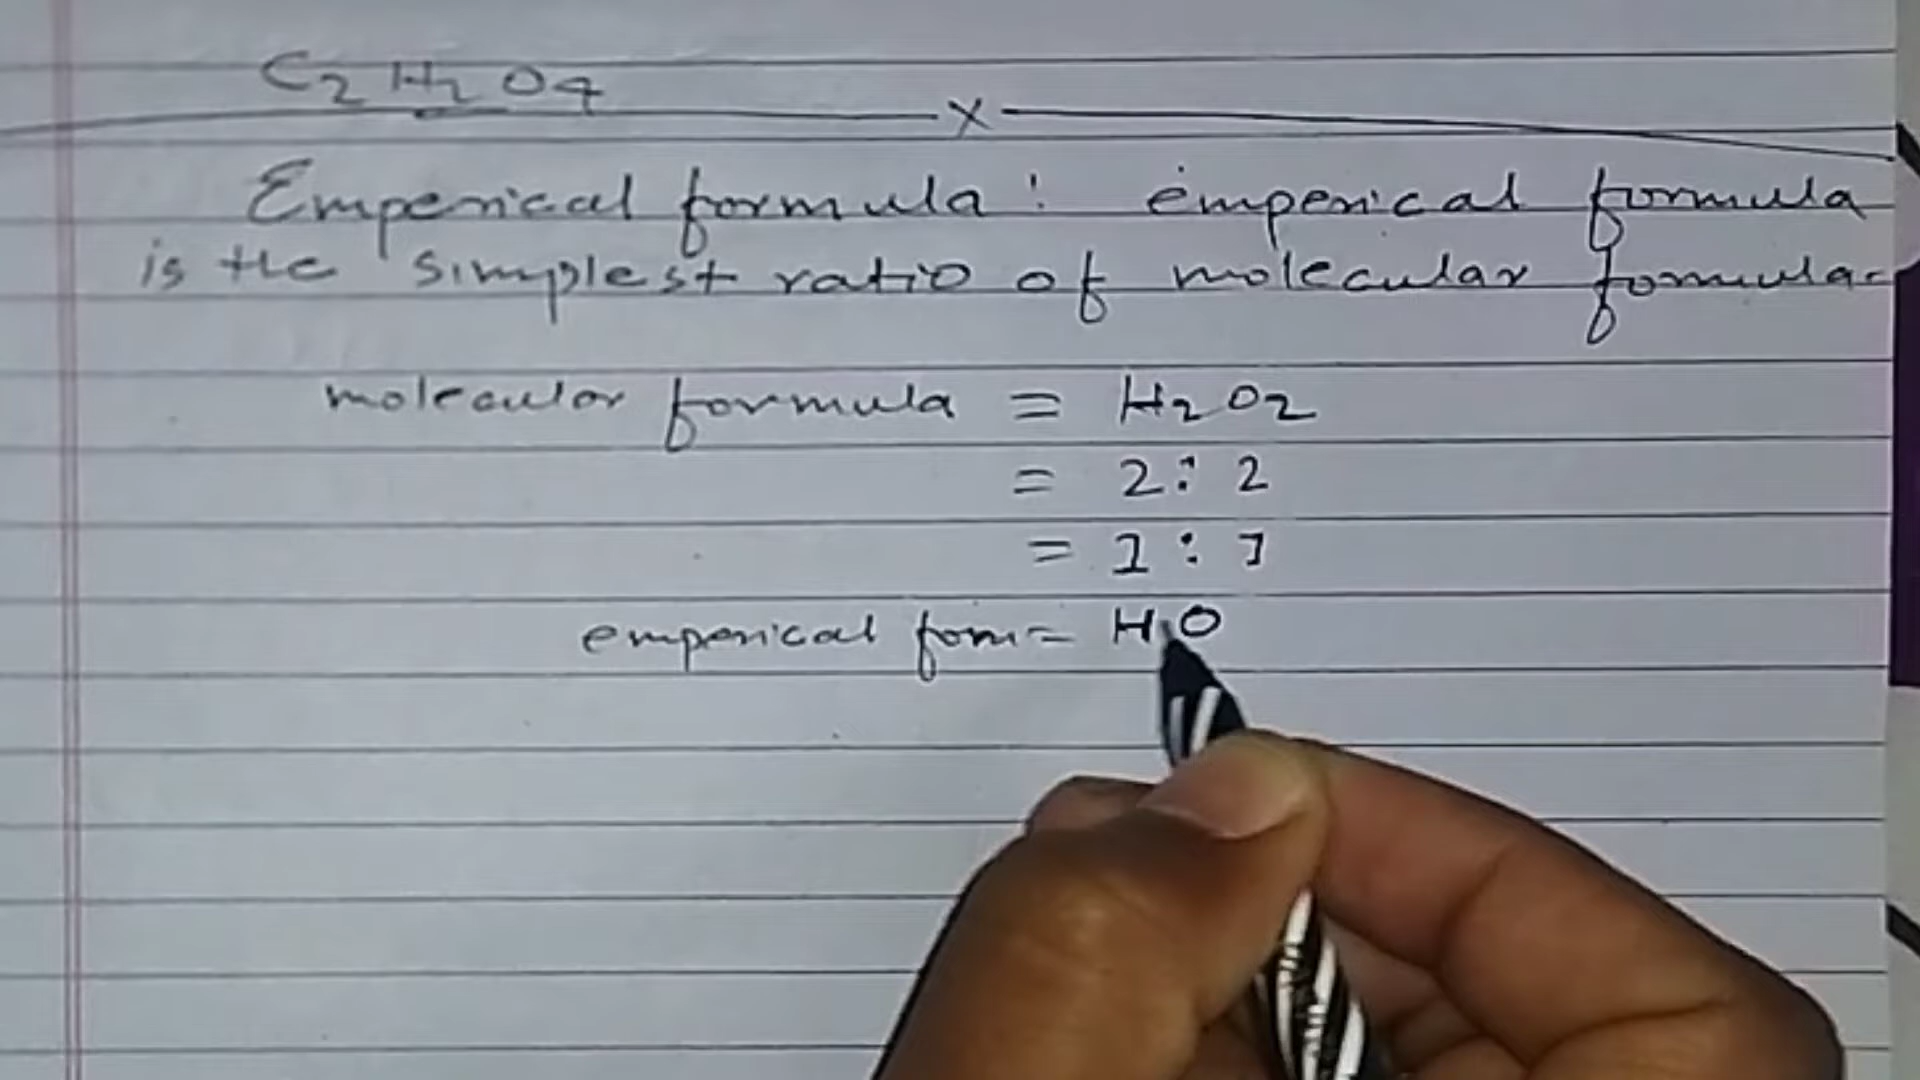 C2H2O4
x
Emperical formula : emperical formula
is the simplest ratio of molecular formula.
molecular formula = H2O2
= 2 : 2
= 1 : 1
emperical form = HO